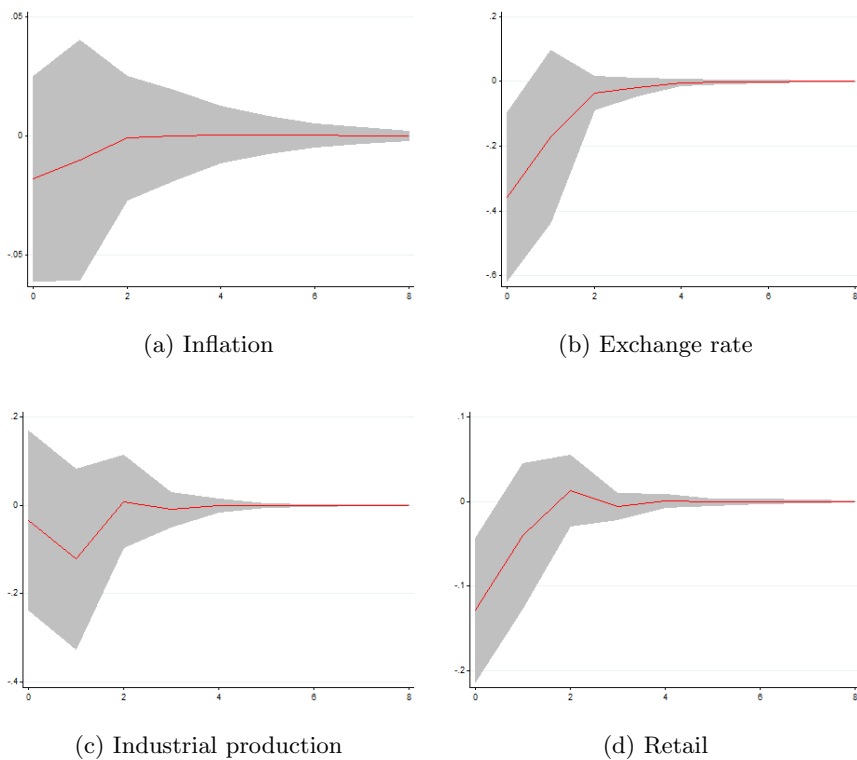 .05
0
-.05
0 2 4 6 8
(a) Inflation
.2
0
-.2
-.4
-.6
0 2 4 6 8
(b) Exchange rate
.2
0
-.2
-.4
0 2 4 6 8
(c) Industrial production
.1
0
-.1
-.2
0 2 4 6 8
(d) Retail